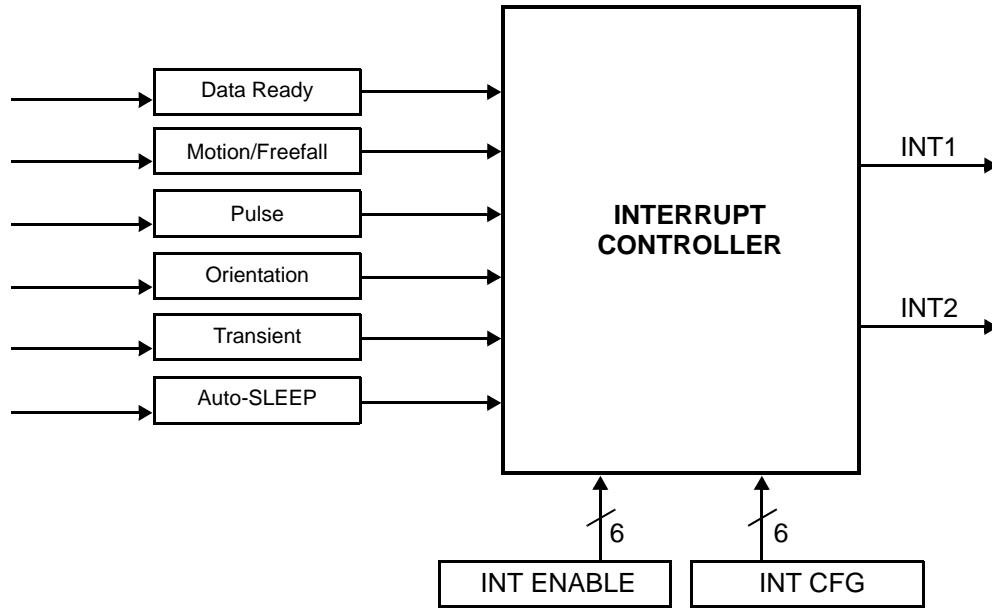 Data Ready
Motion/Freefall
Pulse
Orientation
Transient
Auto-SLEEP
INTERRUPT
CONTROLLER
INT1
INT2
6
6
INT ENABLE
INT CFG